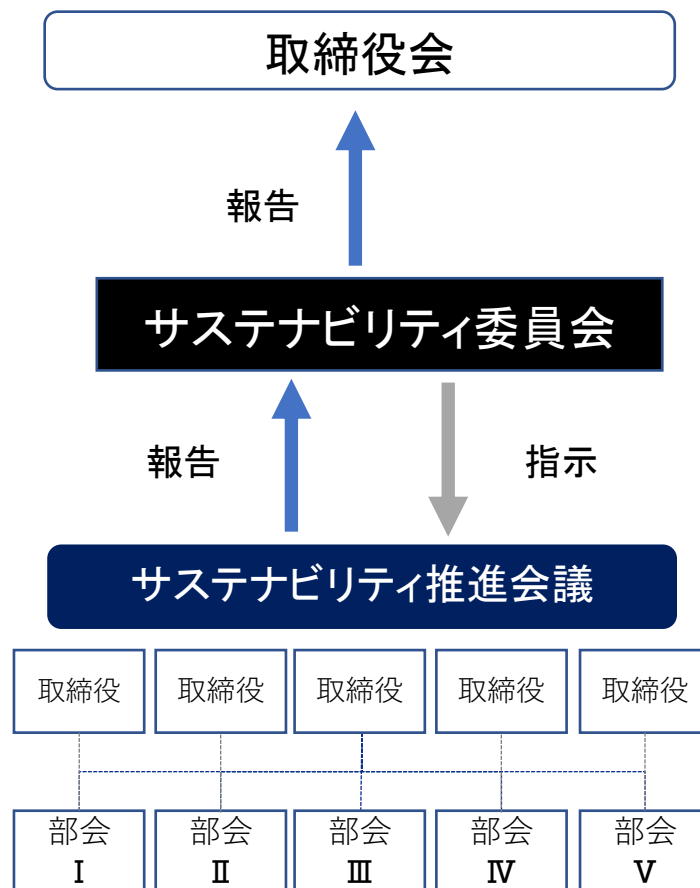 取締役会
報告
サステナビリティ委員会
報告
指示
サステナビリティ推進会議
取締役
取締役
取締役
取締役
取締役
部会
Ⅰ
部会
Ⅱ
部会
Ⅲ
部会
Ⅳ
部会
Ⅴ